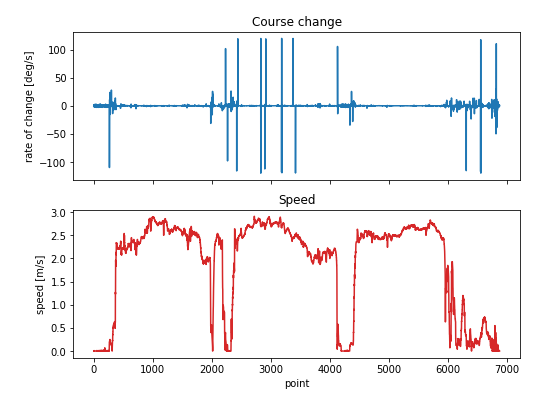 Course change
rate of change [deg/s]
100
50
0
−50
−100
Speed
speed [m/s]
3.0
2.5
2.0
1.5
1.0
0.5
0.0
0 1000 2000 3000 4000 5000 6000 7000
point